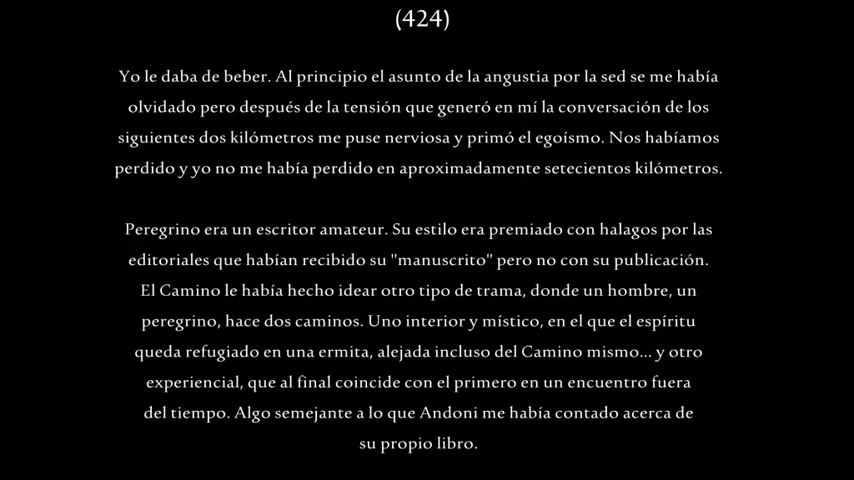 (424)
Yo le daba de beber. Al principio el asunto de la angustia por la sed se me había
olvidado pero después de la tensión que generó en mí la conversación de los
siguientes dos kilómetros me puse nerviosa y primó el egoísmo. Nos habíamos
perdido y yo no me había perdido en aproximadamente setecientos kilómetros.
Peregrino era un escritor amateur. Su estilo era premiado con halagos por las
editoriales que habían recibido su "manuscrito" pero no con su publicación.
El Camino le había hecho idear otro tipo de trama, donde un hombre, un
peregrino, hace dos caminos. Uno interior y místico, en el que el espíritu
queda refugiado en una ermita, alejada incluso del Camino mismo... y otro
experiencial, que al final coincide con el primero en un encuentro fuera
del tiempo. Algo semejante a lo que Andoni me había contado acerca de
su propio libro.